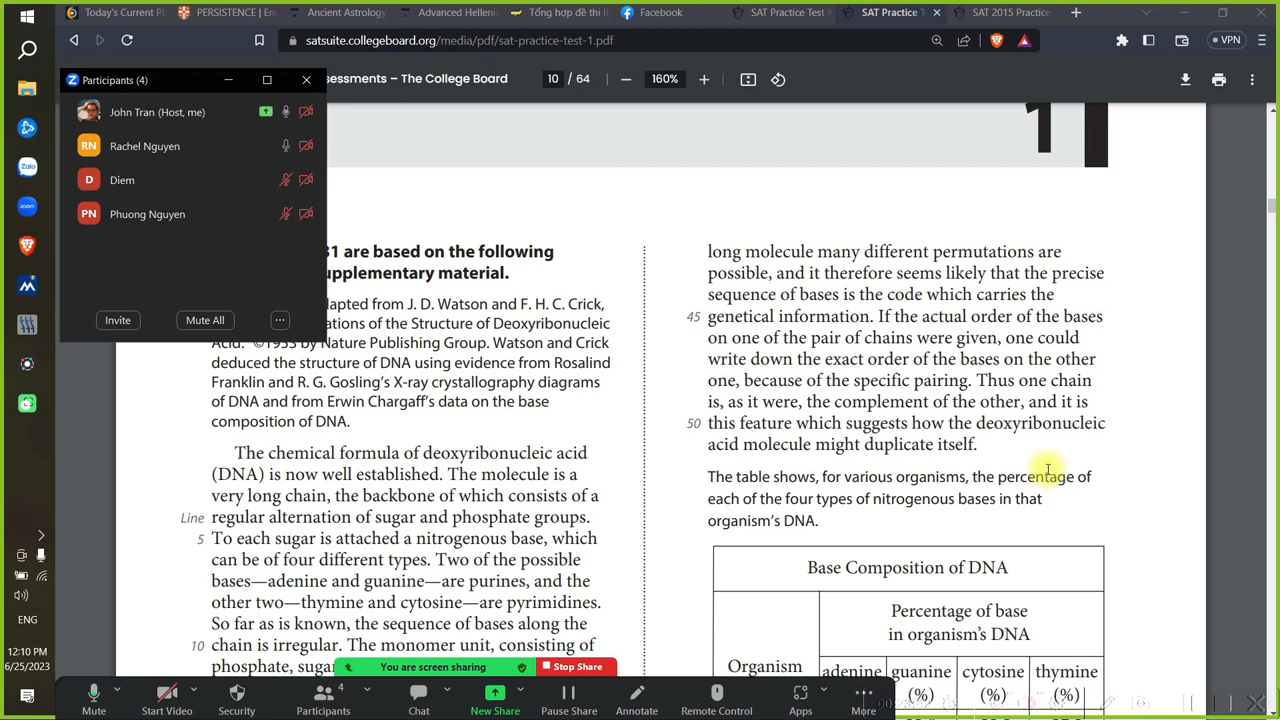 Today's Current Pl
PERSISTENCE | Eng
Ancient Astrology
Advanced Hellenis
Tổng hợp đề thi IE
Facebook
SAT Practice Test #
SAT Practice T
SAT 2015 Practice
satsuite.collegeboard.org/media/pdf/sat-practice-test-1.pdf
VPN
sessments – The College Board
10 / 64
160%
Participants (4)
John Tran (Host, me)
RN Rachel Nguyen
D Diem
PN Phuong Nguyen
Invite
Mute All
11
31 are based on the following
upplementary material.
dapted from J. D. Watson and F. H. C. Crick,
ations of the Structure of Deoxyribonucleic
Acid." ©1953 by Nature Publishing Group. Watson and Crick
deduced the structure of DNA using evidence from Rosalind
Franklin and R. G. Gosling's X-ray crystallography diagrams
of DNA and from Erwin Chargaff's data on the base
composition of DNA.
The chemical formula of deoxyribonucleic acid
(DNA) is now well established. The molecule is a
very long chain, the backbone of which consists of a
Line regular alternation of sugar and phosphate groups.
5 To each sugar is attached a nitrogenous base, which
can be of four different types. Two of the possible
bases—adenine and guanine—are purines, and the
other two—thymine and cytosine—are pyrimidines.
So far as is known, the sequence of bases along the
10 chain is irregular. The monomer unit, consisting of
phosphate, sugar
long molecule many different permutations are
possible, and it therefore seems likely that the precise
sequence of bases is the code which carries the
45 genetical information. If the actual order of the bases
on one of the pair of chains were given, one could
write down the exact order of the bases on the other
one, because of the specific pairing. Thus one chain
is, as it were, the complement of the other, and it is
50 this feature which suggests how the deoxyribonucleic
acid molecule might duplicate itself.
The table shows, for various organisms, the percentage of
each of the four types of nitrogenous bases in that
organism's DNA.
Base Composition of DNA
Percentage of base
in organism's DNA
Organism
adenine guanine cytosine thymine
(%) (%) (%)
You are screen sharing
Stop Share
Mute
Start Video
Security
4
Participants
Chat
New Share
Pause Share
Annotate
Remote Control
Apps
More
Zalo
ENG
12:10 PM
6/25/2023